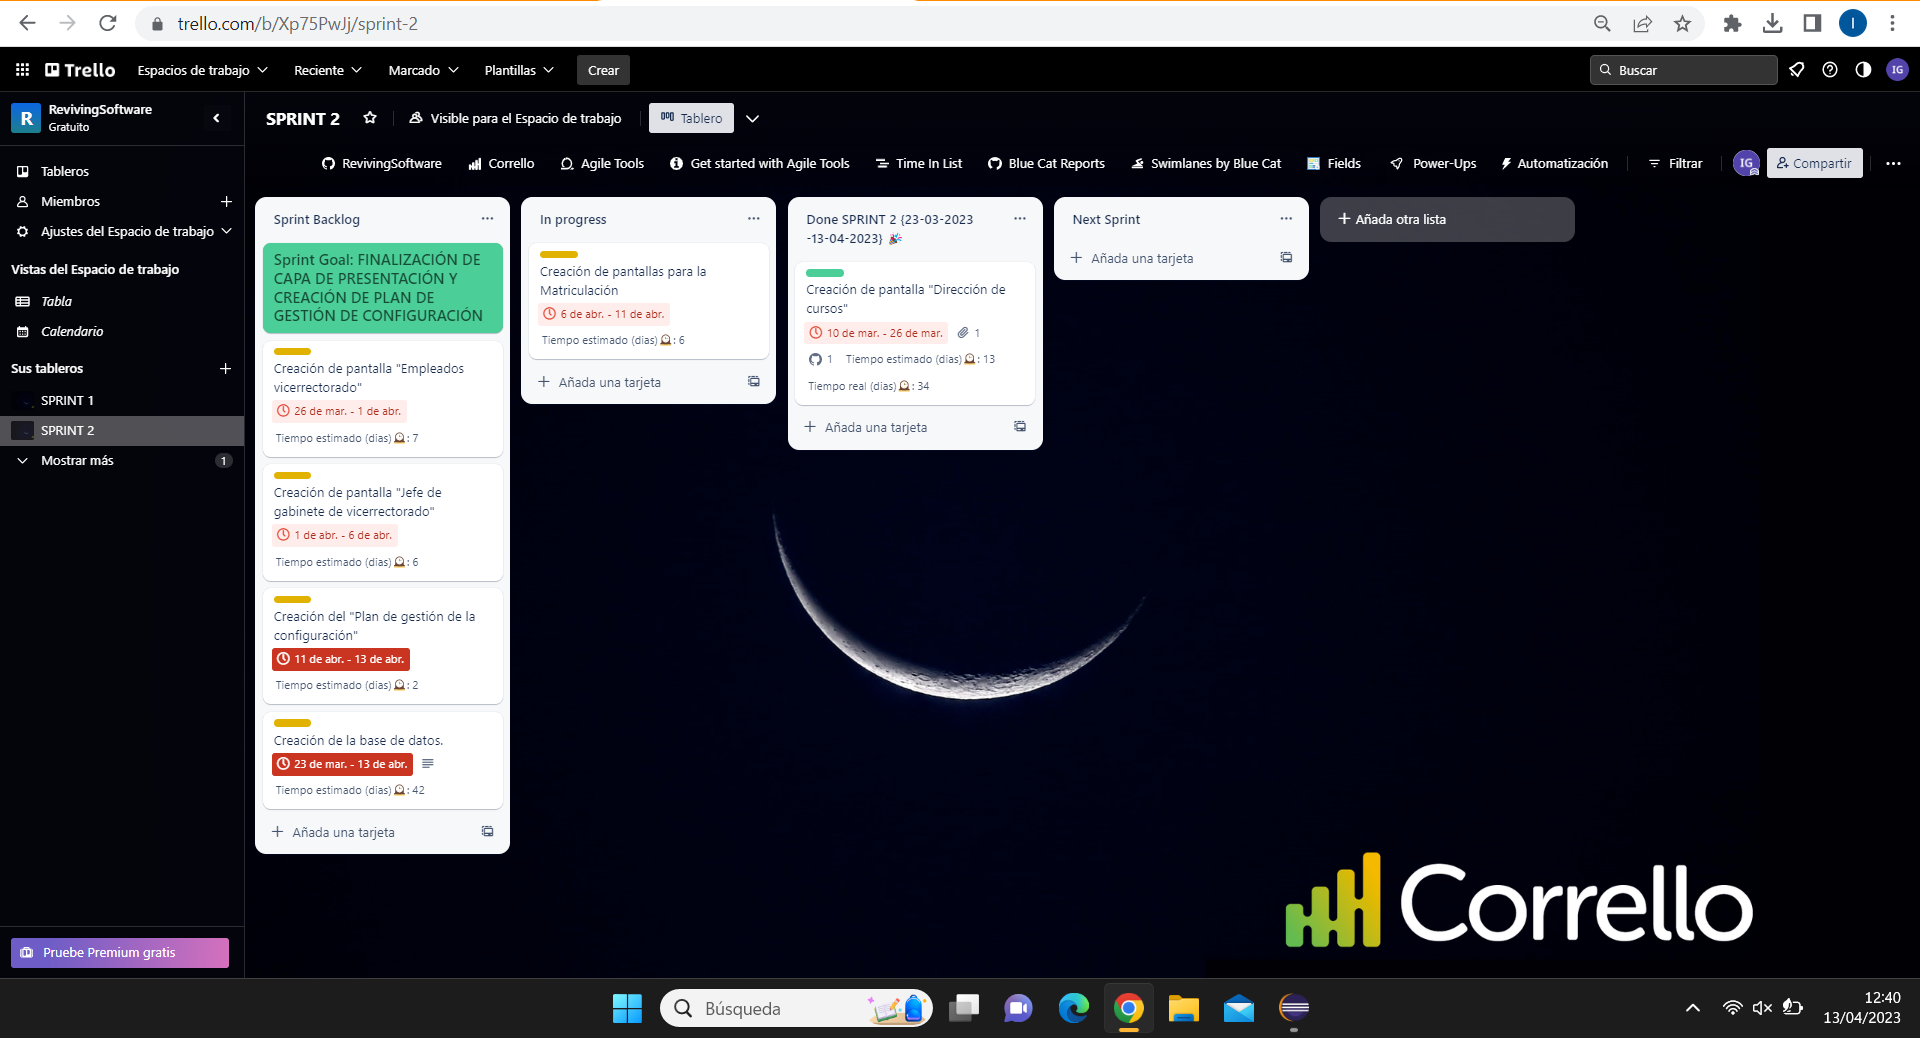 trello.com/b/Xp75PwJj/sprint-2
I
Trello
Espacios de trabajo
Reciente
Marcado
Plantillas
Crear
Buscar
IG
R
RevivingSoftware
Gratuito
SPRINT 2
Visible para el Espacio de trabajo
Tablero
RevivingSoftware
Corrello
Agile Tools
Get started with Agile Tools
Time In List
Blue Cat Reports
Swimlanes by Blue Cat
Fields
Power-Ups
Automatización
Filtrar
IG
Compartir
Tableros
Miembros
Ajustes del Espacio de trabajo
Vistas del Espacio de trabajo
Tabla
Calendario
Sus tableros
SPRINT 1
SPRINT 2
Mostrar más
1
Pruebe Premium gratis
Sprint Backlog
Sprint Goal: FINALIZACIÓN DE
CAPA DE PRESENTACIÓN Y
CREACIÓN DE PLAN DE
GESTIÓN DE CONFIGURACIÓN
Creación de pantalla "Empleados
vicerrectorado"
26 de mar. - 1 de abr.
Tiempo estimado (dias)🕰: 7
Creación de pantalla "Jefe de
gabinete de vicerrectorado"
1 de abr. - 6 de abr.
Tiempo estimado (dias)🕰: 6
Creación del "Plan de gestión de la
configuración"
11 de abr. - 13 de abr.
Tiempo estimado (dias)🕰: 2
Creación de la base de datos.
23 de mar. - 13 de abr.
Tiempo estimado (dias)🕰: 42
Añada una tarjeta
In progress
Creación de pantallas para la
Matriculación
6 de abr. - 11 de abr.
Tiempo estimado (dias)🕰: 6
Añada una tarjeta
Done SPRINT 2 {23-03-2023
-13-04-2023} 🎉
Creación de pantalla "Dirección de
cursos"
10 de mar. - 26 de mar.
1
1
Tiempo estimado (dias)🕰: 13
Tiempo real (dias)🕰: 34
Añada una tarjeta
Next Sprint
Añada una tarjeta
Añada otra lista
Corrello
Búsqueda
12:40
13/04/2023